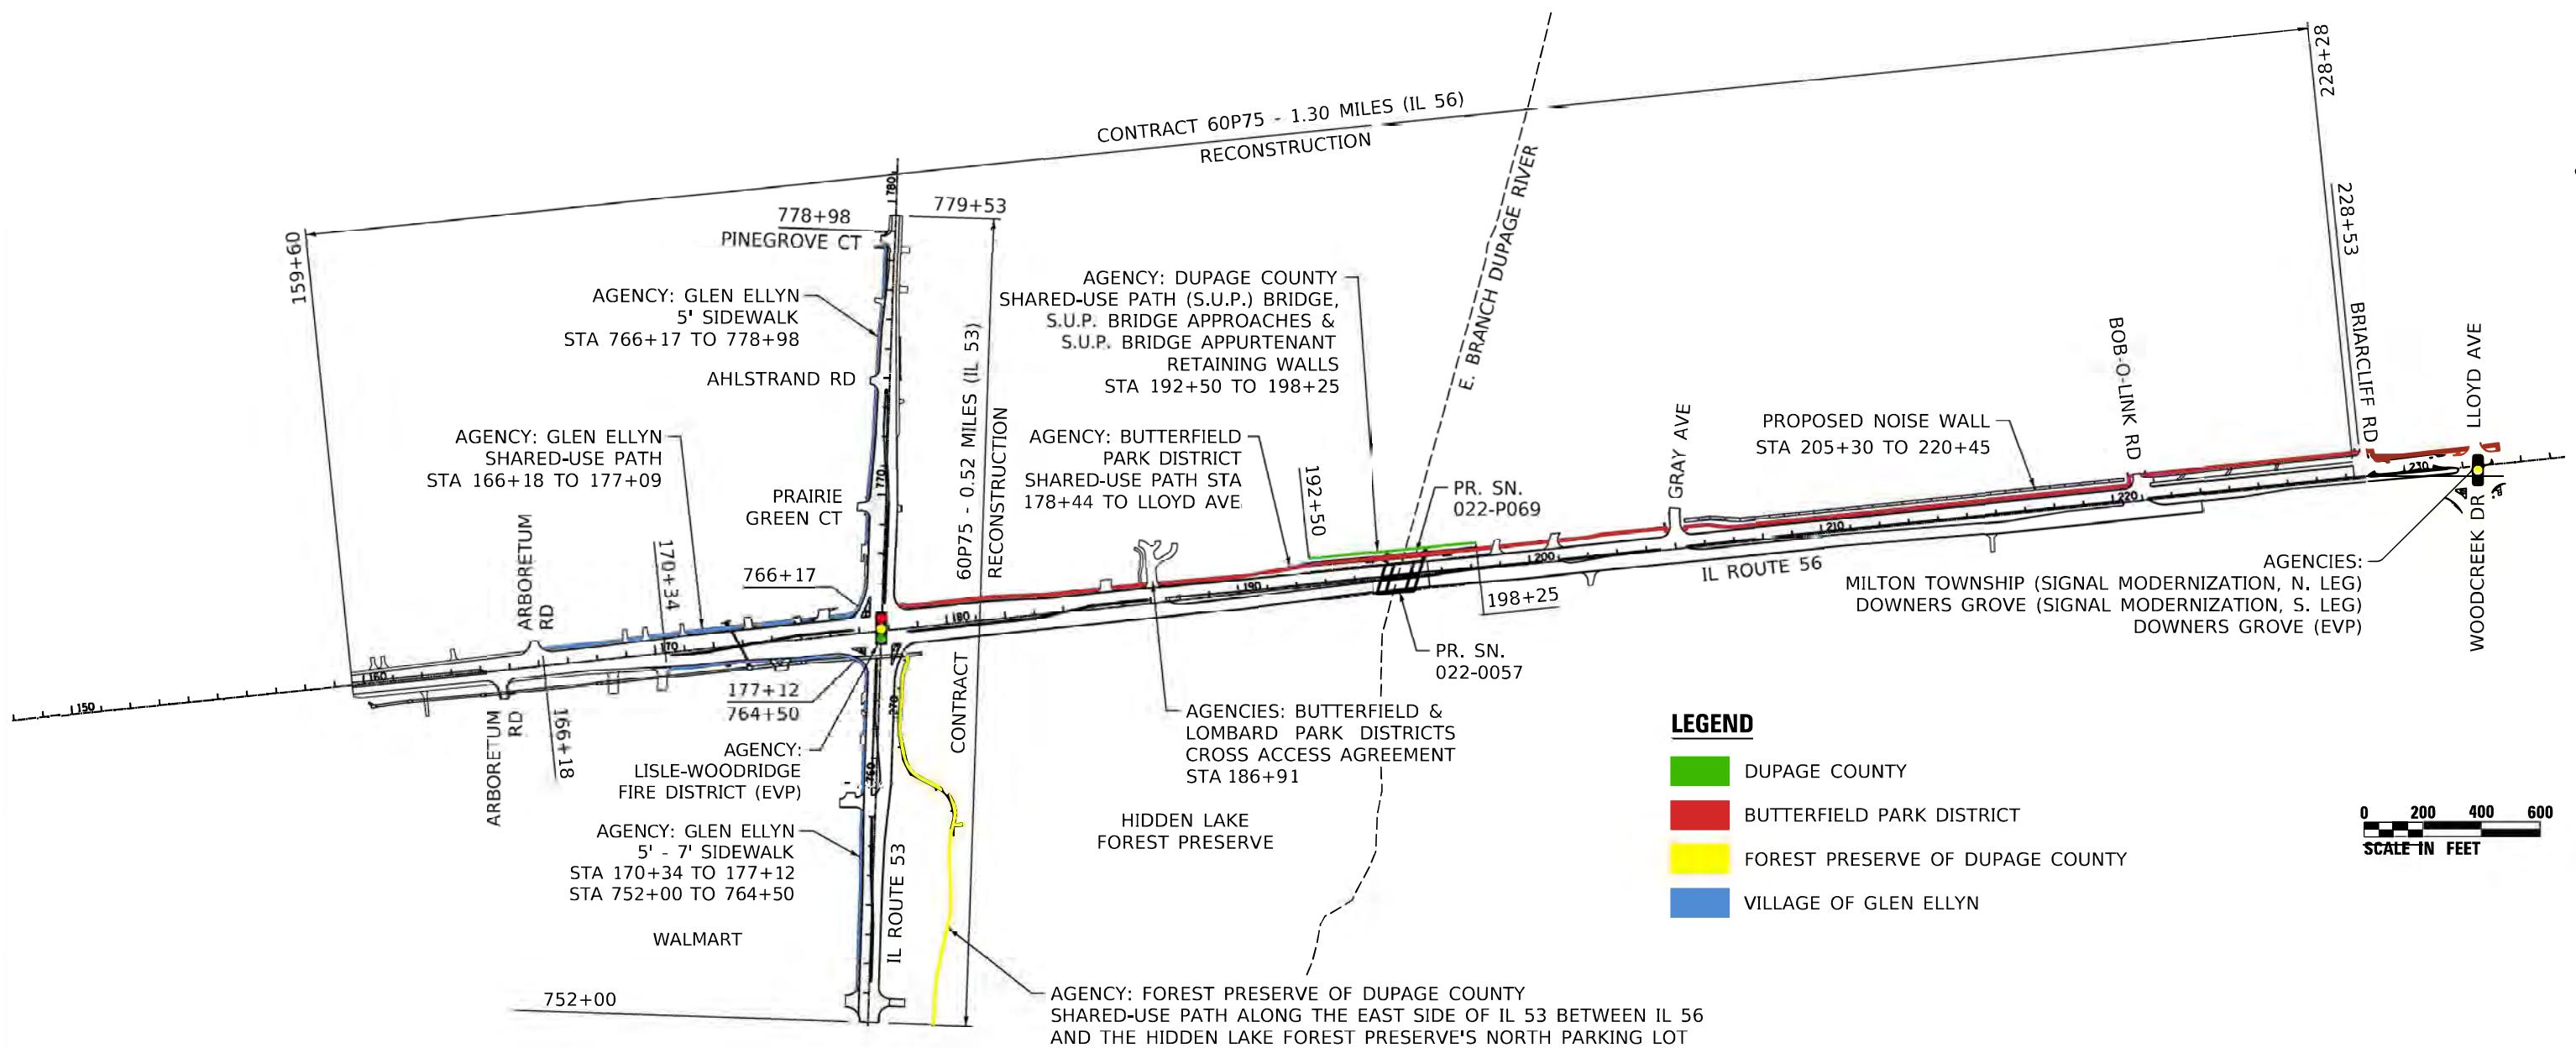 CONTRACT 60P75 - 1.30 MILES (IL 56)
RECONSTRUCTION
228+28
159+60
780
778+98
779+53
PINEGROVE CT
E. BRANCH DUPAGE RIVER
228+53
AGENCY: GLEN ELLYN
5' SIDEWALK
STA 766+17 TO 778+98
AGENCY: DUPAGE COUNTY
SHARED-USE PATH (S.U.P.) BRIDGE,
S.U.P. BRIDGE APPROACHES &
S.U.P. BRIDGE APPURTENANT
RETAINING WALLS
STA 192+50 TO 198+25
AHLSTRAND RD
CONTRACT 60P75 - 0.52 MILES (IL 53)
RECONSTRUCTION
BOB-O-LINK RD
BRIARCLIFF RD
LLOYD AVE
AGENCY: GLEN ELLYN
SHARED-USE PATH
STA 166+18 TO 177+09
AGENCY: BUTTERFIELD
PARK DISTRICT
SHARED-USE PATH STA
178+44 TO LLOYD AVE
192+50
PR. SN.
022-P069
GRAY AVE
PROPOSED NOISE WALL
STA 205+30 TO 220+45
770
PRAIRIE
GREEN CT
230
220
210
200
190
180
170
160
150
ARBORETUM
RD
170+34
766+17
IL ROUTE 56
198+25
AGENCIES:
MILTON TOWNSHIP (SIGNAL MODERNIZATION, N. LEG)
DOWNERS GROVE (SIGNAL MODERNIZATION, S. LEG)
DOWNERS GROVE (EVP)
WOODCREEK DR
PR. SN.
022-0057
177+12
764+50
270
ARBORETUM
RD
166+18
AGENCY:
LISLE-WOODRIDGE
FIRE DISTRICT (EVP)
760
AGENCIES: BUTTERFIELD &
LOMBARD PARK DISTRICTS
CROSS ACCESS AGREEMENT
STA 186+91
HIDDEN LAKE
FOREST PRESERVE
AGENCY: GLEN ELLYN
5' - 7' SIDEWALK
STA 170+34 TO 177+12
STA 752+00 TO 764+50
IL ROUTE 53
WALMART
752+00
AGENCY: FOREST PRESERVE OF DUPAGE COUNTY
SHARED-USE PATH ALONG THE EAST SIDE OF IL 53 BETWEEN IL 56
AND THE HIDDEN LAKE FOREST PRESERVE'S NORTH PARKING LOT
LEGEND
DUPAGE COUNTY
BUTTERFIELD PARK DISTRICT
FOREST PRESERVE OF DUPAGE COUNTY
VILLAGE OF GLEN ELLYN
0 200 400 600
SCALE IN FEET